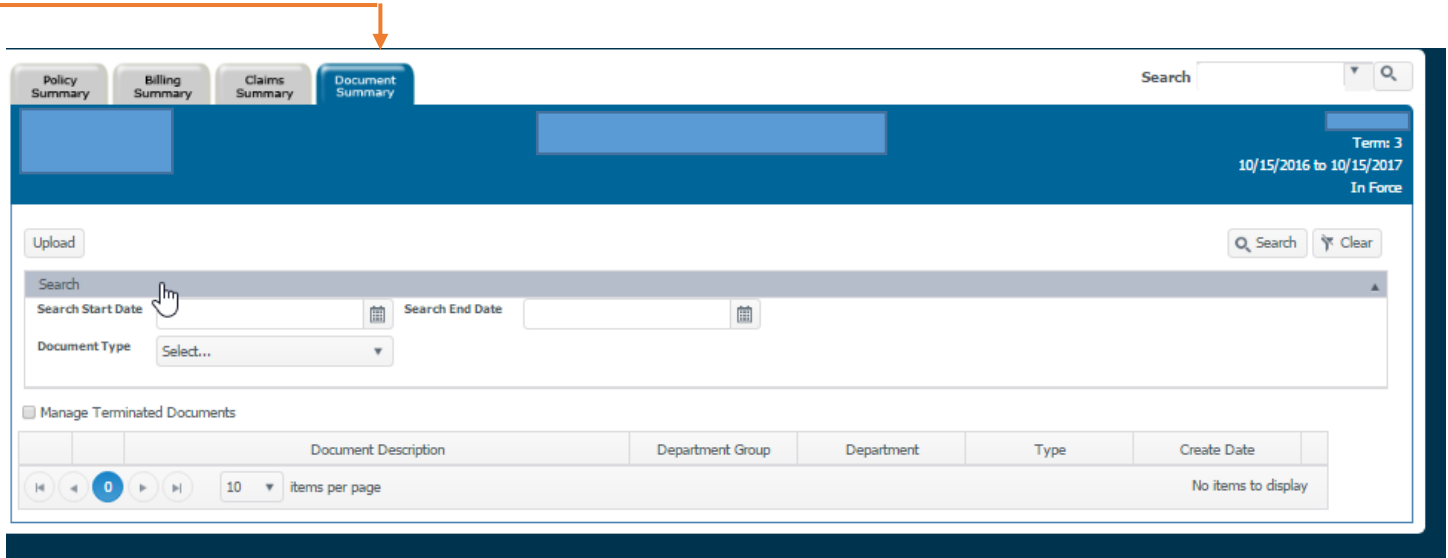 Policy Summary
Billing Summary
Claims Summary
Document Summary
Search
Term: 3
10/15/2016 to 10/15/2017
In Force
Upload
Search Clear
Search
Search Start Date Search End Date
Document Type Select...
Manage Terminated Documents
Document Description Department Group Department Type Create Date
0 10 items per page No items to display